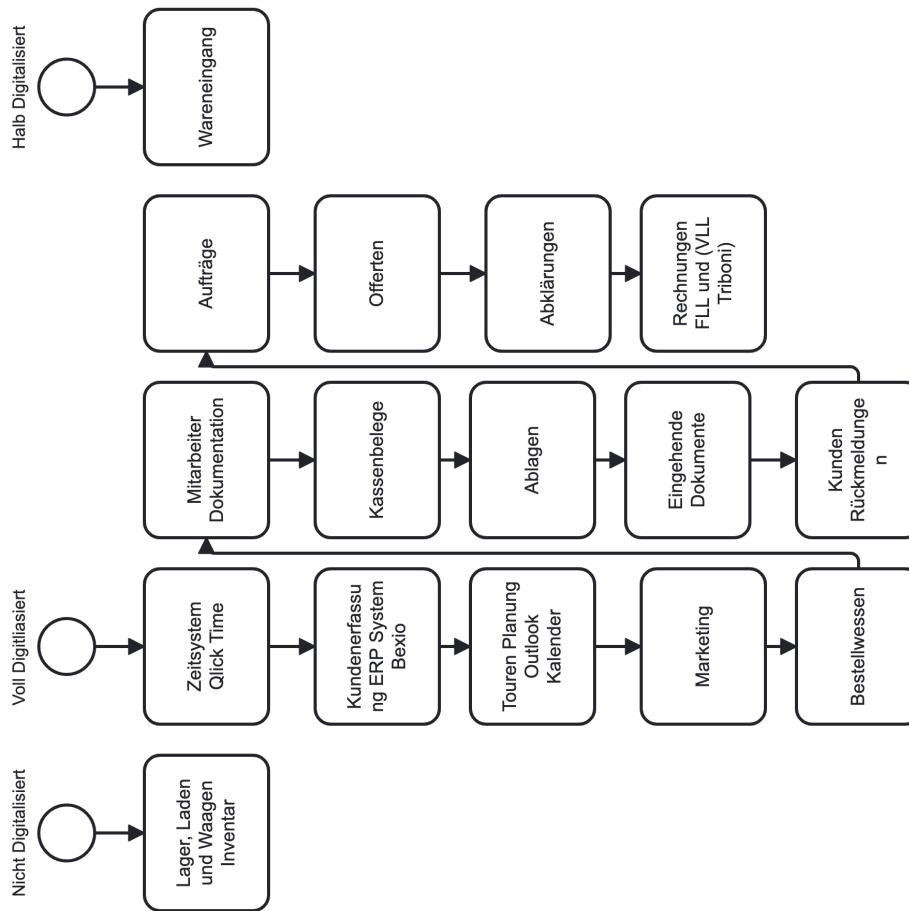 Halb Digitalisiert
Wareneingang
Aufträge
Offerten
Abklärungen
Rechnungen
FLL und (VLL
Triboni)
Voll Digitliasiert
Mitarbeiter
Dokumentation
Kassenbelege
Ablagen
Eingehende
Dokumente
Kunden
Rückmeldunge
n
Zeitsystem
Qlick Time
Kundenerfassu
ng ERP System
Bexio
Touren Planung
Outlook
Kalender
Marketing
Bestellwessen
Nicht Digitalisiert
Lager, Laden
und Waagen
Inventar